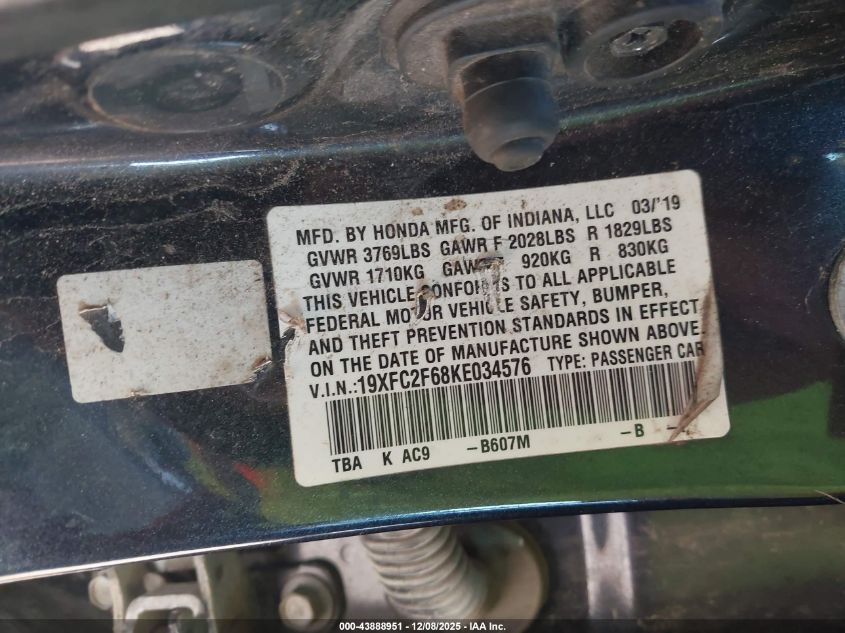 MFD. BY HONDA MFG. OF INDIANA, LLC 03/'19
GVWR 3769LBS GAWR F 2028LBS R 1829LBS
GVWR 1710KG GAW 920KG R 830KG
THIS VEHICLE CONFORMS TO ALL APPLICABLE
FEDERAL MOTOR VEHICLE SAFETY, BUMPER,
AND THEFT PREVENTION STANDARDS IN EFFECT
ON THE DATE OF MANUFACTURE SHOWN ABOVE.
V.I.N.:19XFC2F68KE034576 TYPE: PASSENGER CAR
TBA K AC9 -B607M -B -
000-43888951 - 12/08/2025 - IAA Inc.